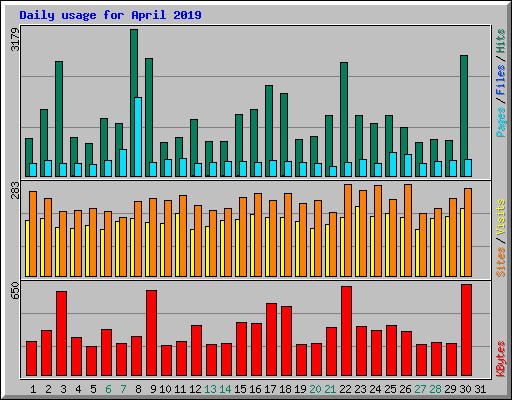 Daily usage for April 2019
3179
Pages / Files / Hits
283
Sites / Visits
650
KBytes
1 2 3 4 5 6 7 8 9 10 11 12 13 14 15 16 17 18 19 20 21 22 23 24 25 26 27 28 29 30 31